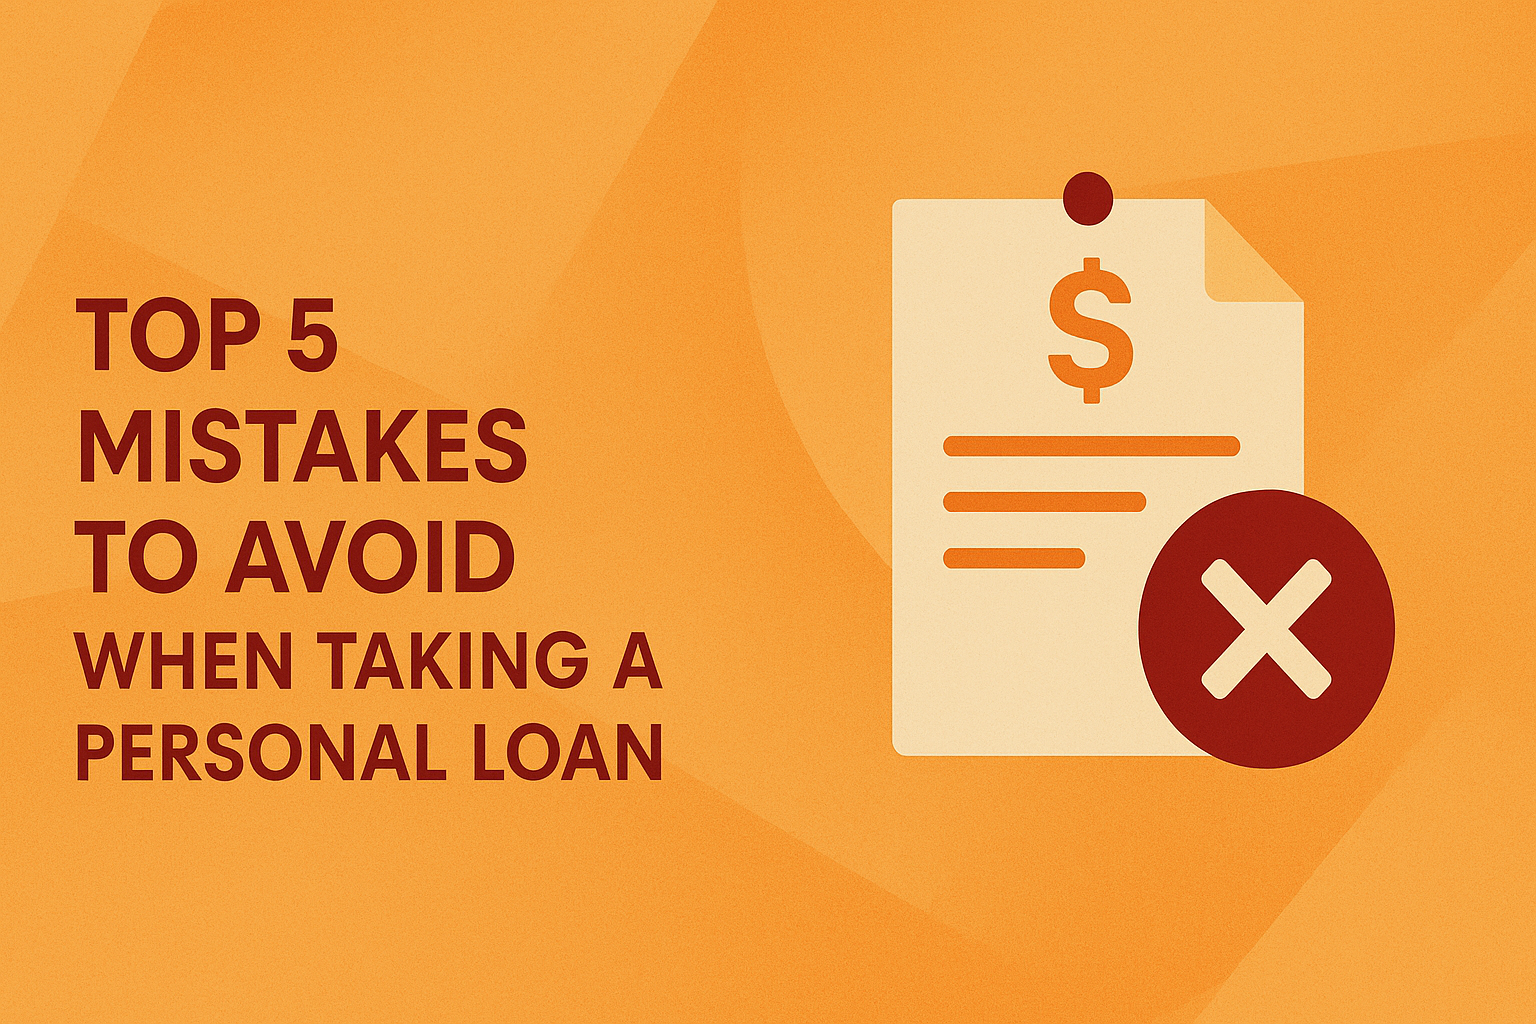 TOP 5
MISTAKES
TO AVOID
WHEN TAKING A
PERSONAL LOAN
$